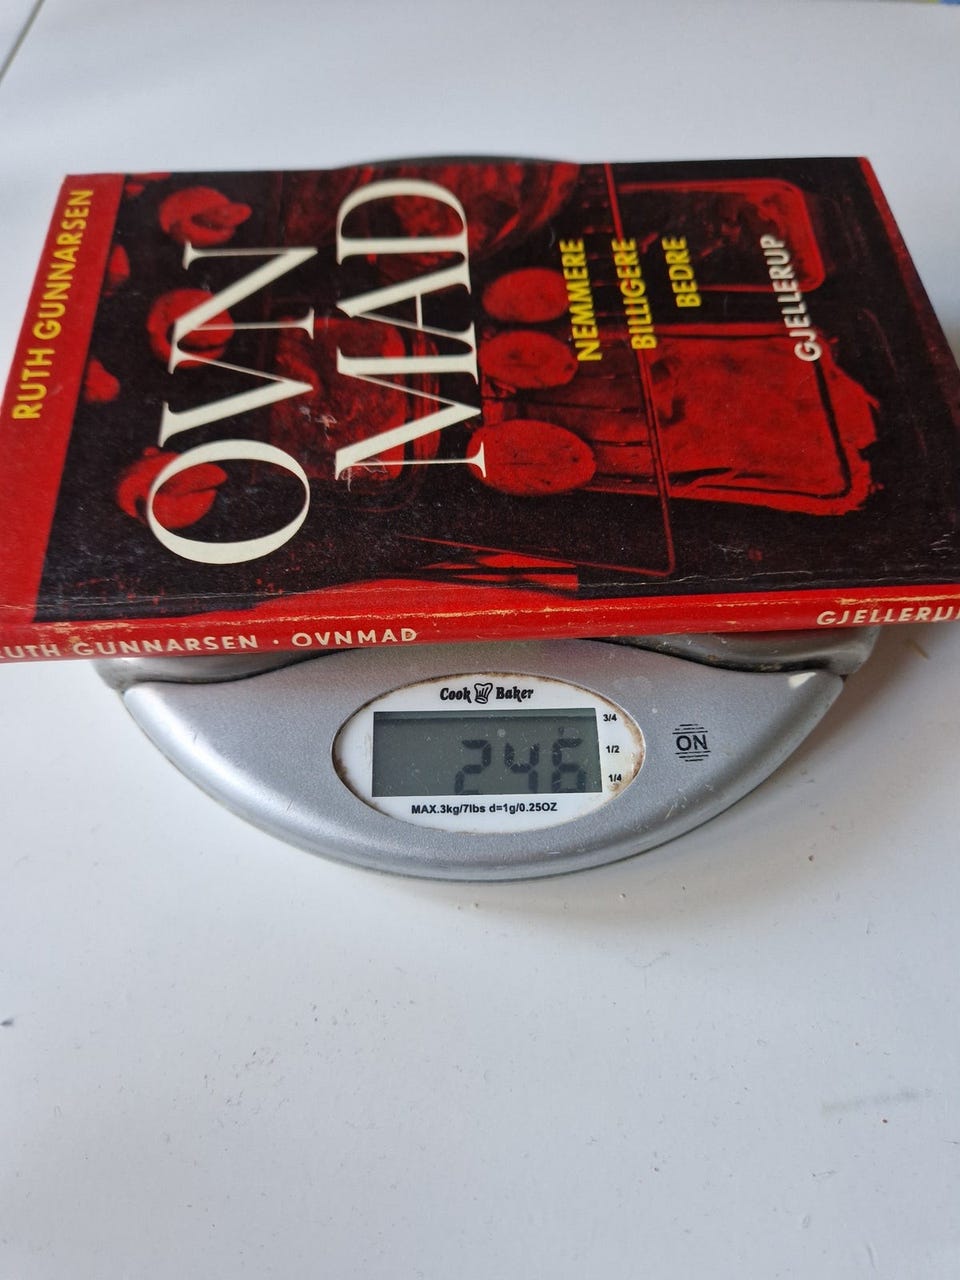 RUTH GUNNARSEN
OVN
MAD
NEMMERE
BILLIGERE
BEDRE
GJELLERUP
RUTH GUNNARSEN · OVNMAD
GJELLERUP
Cook Baker
246
3/4
1/2
1/4
ON
MAX.3kg/7lbs d=1g/0.25OZ